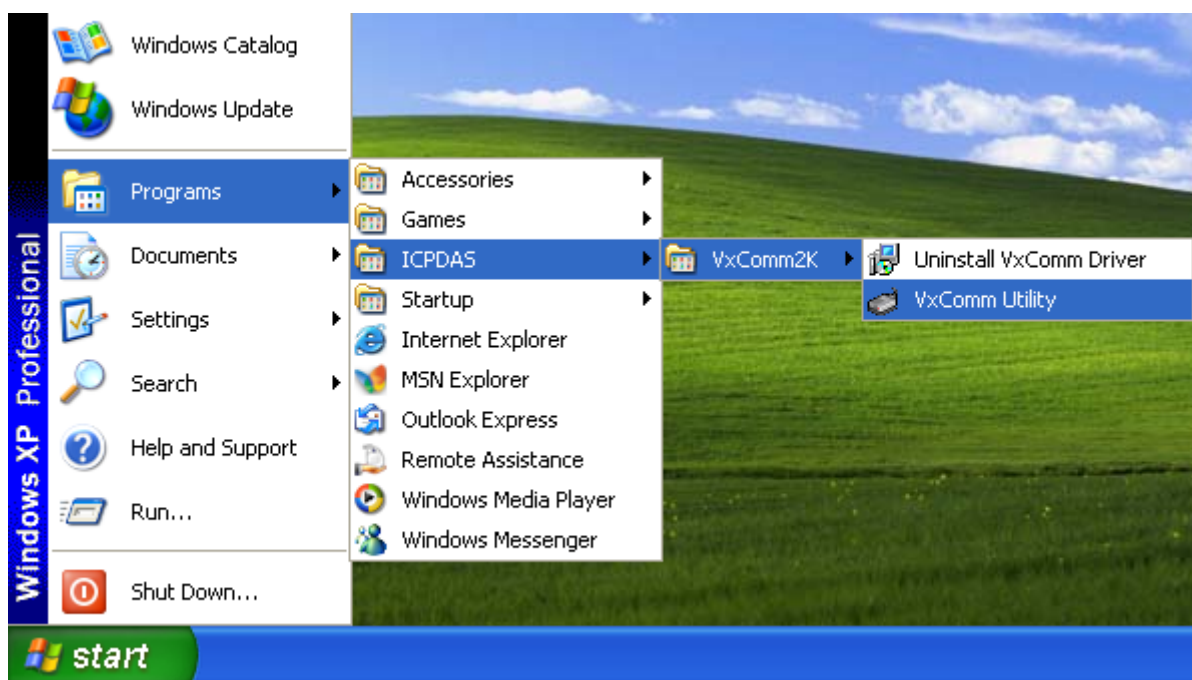 Windows Catalog
Windows Update
Programs
Documents
Settings
Search
Help and Support
Run...
Shut Down...
Windows XP Professional
Accessories
Games
ICPDAS
Startup
Internet Explorer
MSN Explorer
Outlook Express
Remote Assistance
Windows Media Player
Windows Messenger
VxComm2K
Uninstall VxComm Driver
VxComm Utility
start